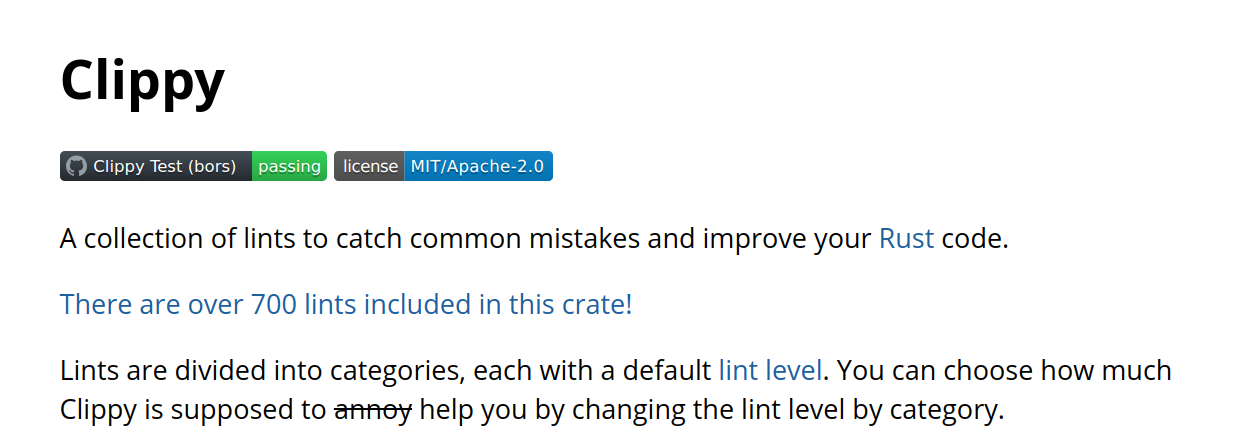 Clippy
Clippy Test (bors) passing license MIT/Apache-2.0
A collection of lints to catch common mistakes and improve your Rust code.
There are over 700 lints included in this crate!
Lints are divided into categories, each with a default lint level. You can choose how much
Clippy is supposed to annoy help you by changing the lint level by category.